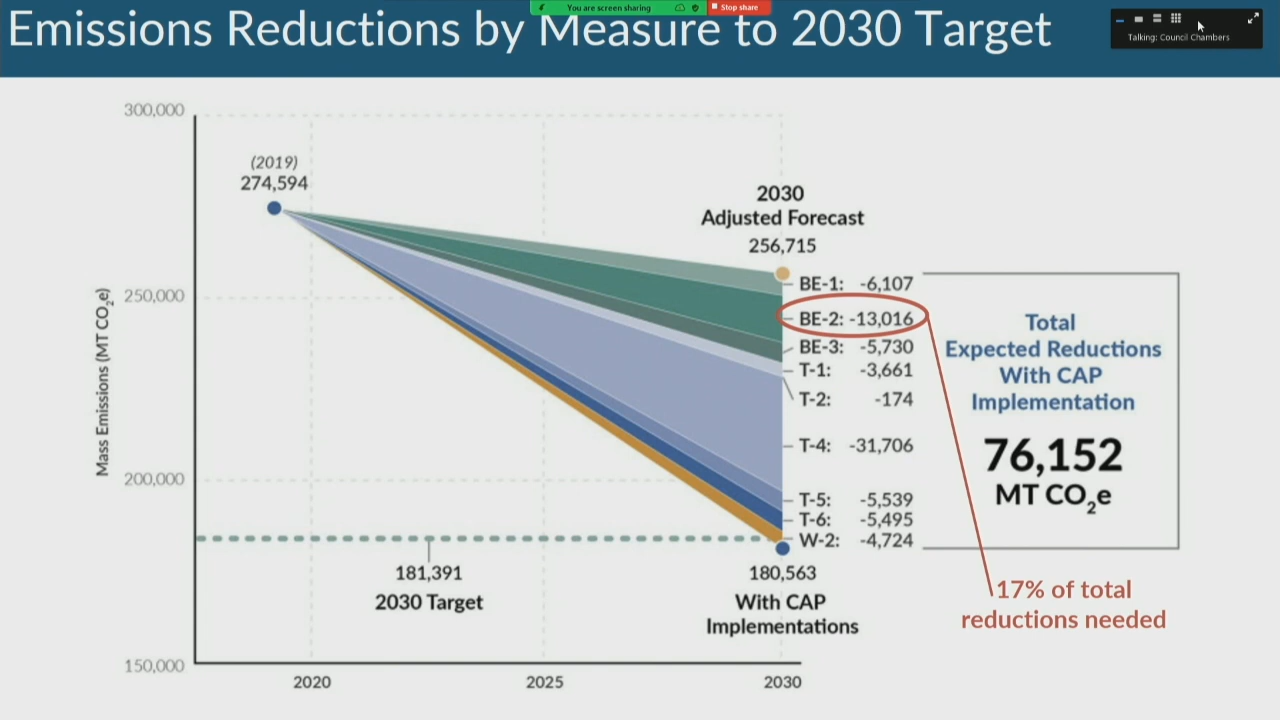 Emissions Reductions by Measure to 2030 Target
You are screen sharing
Stop share
Talking: Council Chambers
300,000
250,000
200,000
150,000
Mass Emissions (MT CO2e)
(2019)
274,594
2030
Adjusted Forecast
256,715
BE-1: -6,107
BE-2: -13,016
BE-3: -5,730
T-1: -3,661
T-2: -174
T-4: -31,706
T-5: -5,539
T-6: -5,495
W-2: -4,724
Total
Expected Reductions
With CAP
Implementation
76,152
MT CO2e
181,391
2030 Target
180,563
With CAP
Implementations
17% of total
reductions needed
2020
2025
2030